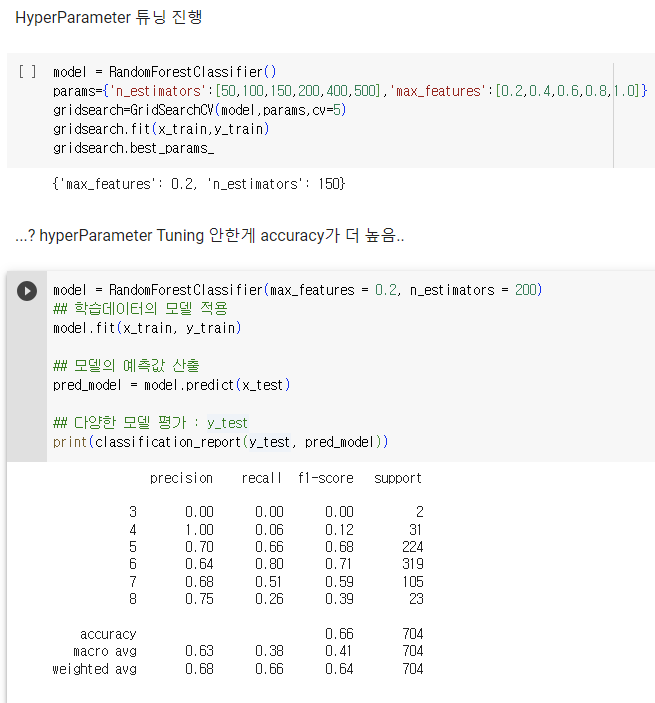 HyperParameter 튜닝 진행
[ ] model = RandomForestClassifier()
params={'n_estimators':[50,100,150,200,400,500],'max_features':[0.2,0.4,0.6,0.8,1.0]}
gridsearch=GridSearchCV(model,params,cv=5)
gridsearch.fit(x_train,y_train)
gridsearch.best_params_
{'max_features': 0.2, 'n_estimators': 150}
...? hyperParameter Tuning 안한게 accuracy가 더 높음..
model = RandomForestClassifier(max_features = 0.2, n_estimators = 200)
## 학습데이터의 모델 적용
model.fit(x_train, y_train)
## 모델의 예측값 산출
pred_model = model.predict(x_test)
## 다양한 모델 평가 : y_test
print(classification_report(y_test, pred_model))
precision recall f1-score support
3 0.00 0.00 0.00 2
4 1.00 0.06 0.12 31
5 0.70 0.66 0.68 224
6 0.64 0.80 0.71 319
7 0.68 0.51 0.59 105
8 0.75 0.26 0.39 23
accuracy 0.66 704
macro avg 0.63 0.38 0.41 704
weighted avg 0.68 0.66 0.64 704